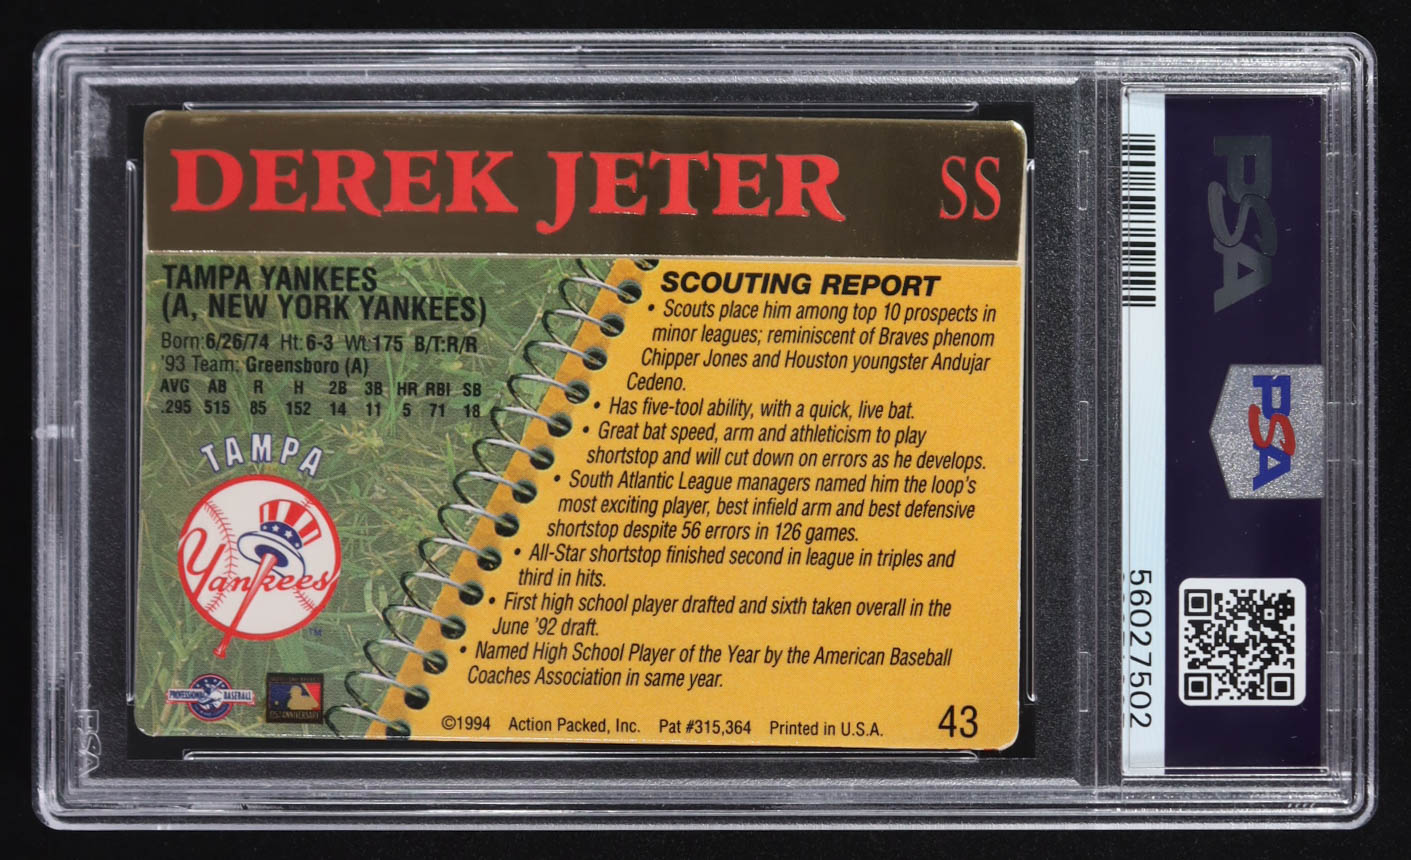 DEREK JETER SS
TAMPA YANKEES
(A, NEW YORK YANKEES)
Born:6/26/74 Ht:6-3 Wt:175 B/T:R/R
'93 Team: Greensboro (A)
AVG AB R H 2B 3B HR RBI SB
.295 515 85 152 14 11 5 71 18
TAMPA
Yankees
TM
PROFESSIONAL BASEBALL
125th ANNIVERSARY
SCOUTING REPORT
• Scouts place him among top 10 prospects in
minor leagues; reminiscent of Braves phenom
Chipper Jones and Houston youngster Andujar
Cedeno.
• Has five-tool ability, with a quick, live bat.
• Great bat speed, arm and athleticism to play
shortstop and will cut down on errors as he develops.
• South Atlantic League managers named him the loop's
most exciting player, best infield arm and best defensive
shortstop despite 56 errors in 126 games.
• All-Star shortstop finished second in league in triples and
third in hits.
• First high school player drafted and sixth taken overall in the
June '92 draft.
• Named High School Player of the Year by the American Baseball
Coaches Association in same year.
©1994 Action Packed, Inc. Pat #315,364 Printed in U.S.A. 43
PSA
PSA
56027502
PSA